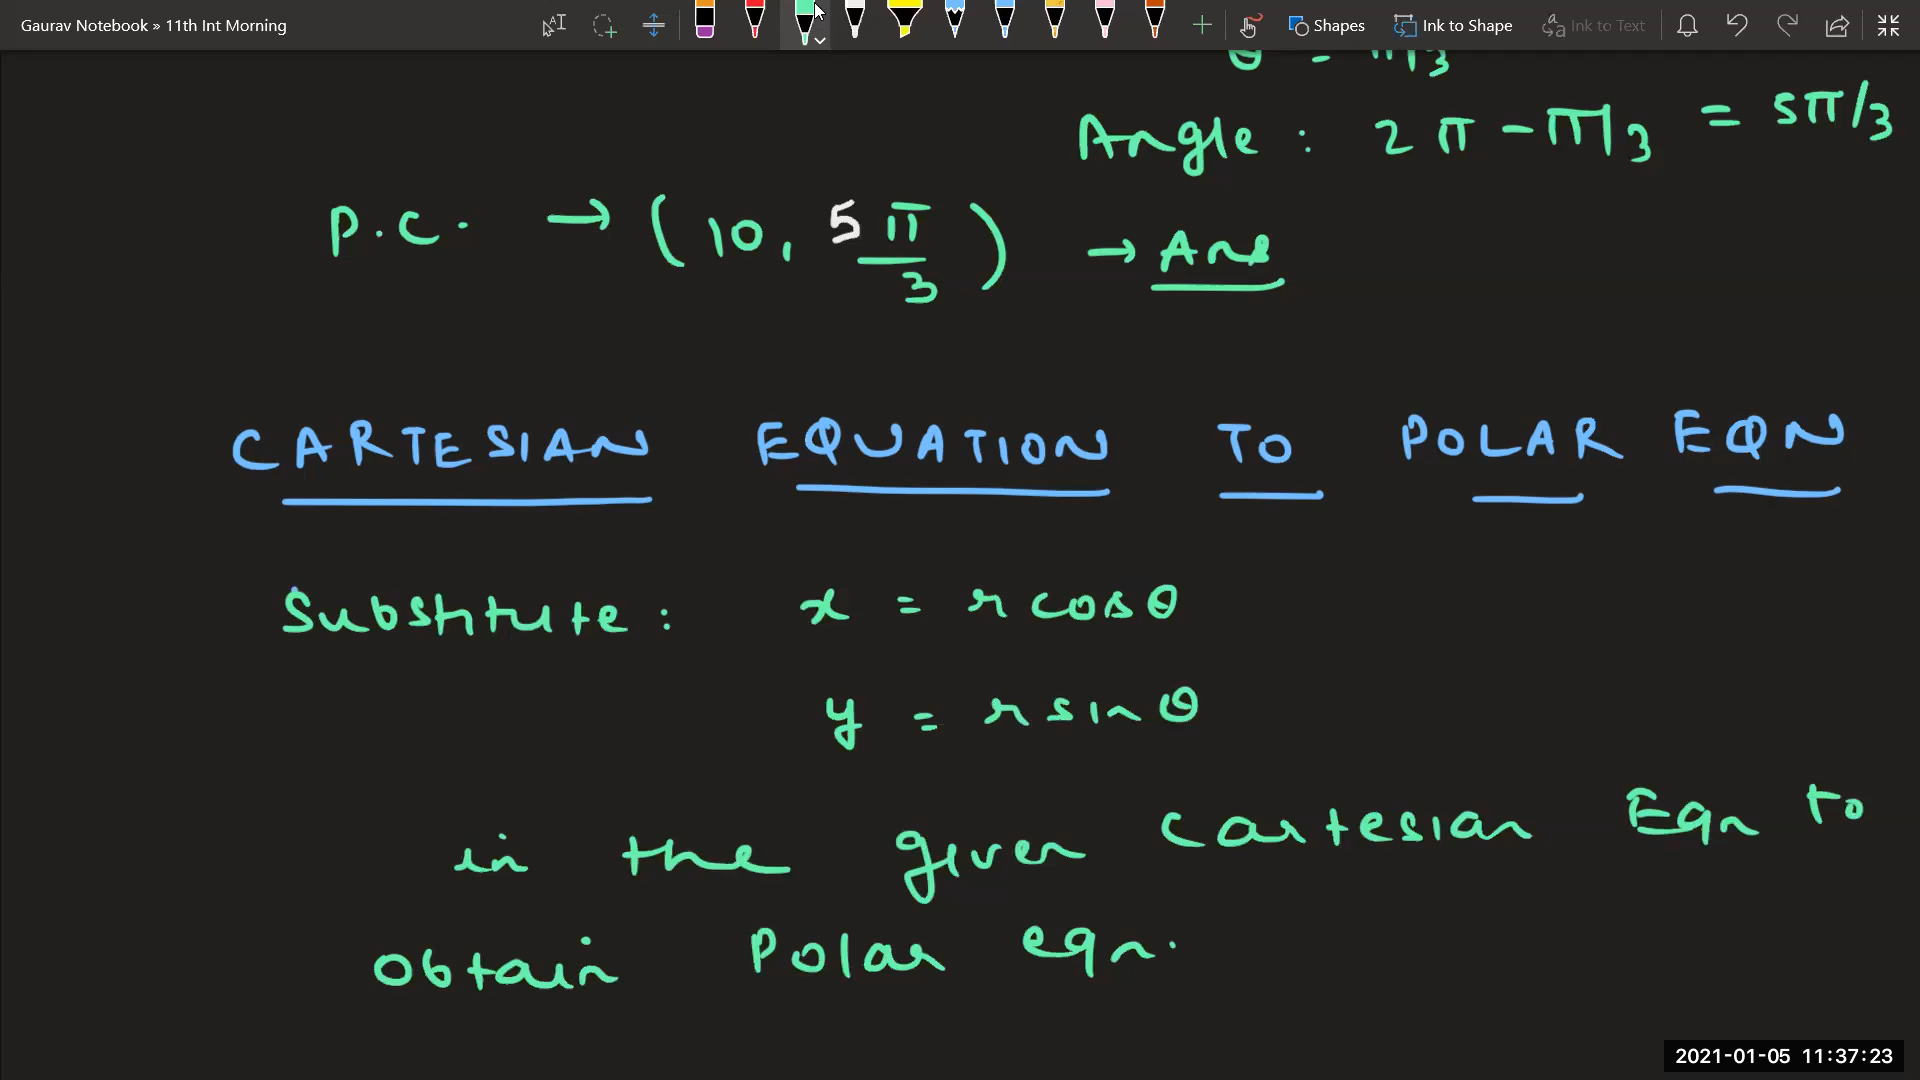 Gaurav Notebook » 11th Int Morning
Shapes
Ink to Shape
Ink to Text
θ = π/3
Angle : 2π - π/3 = 5π/3
P.C. → (10, 5π/3) → Ans
CARTESIAN EQUATION TO POLAR EQN
Substitute : x = r cosθ
y = r sinθ
in the given Cartesian Eqn to
obtain Polar eqn.
2021-01-05 11:37:23